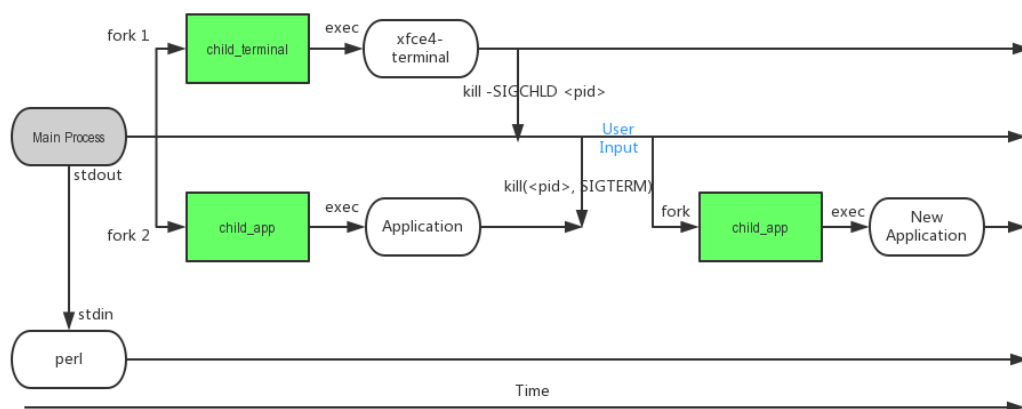 fork 1
child_terminal
exec
xfce4-
terminal
kill -SIGCHLD <pid>
Main Process
User
Input
stdout
kill(<pid>, SIGTERM)
fork 2
child_app
exec
Application
fork
child_app
exec
New
Application
stdin
perl
Time